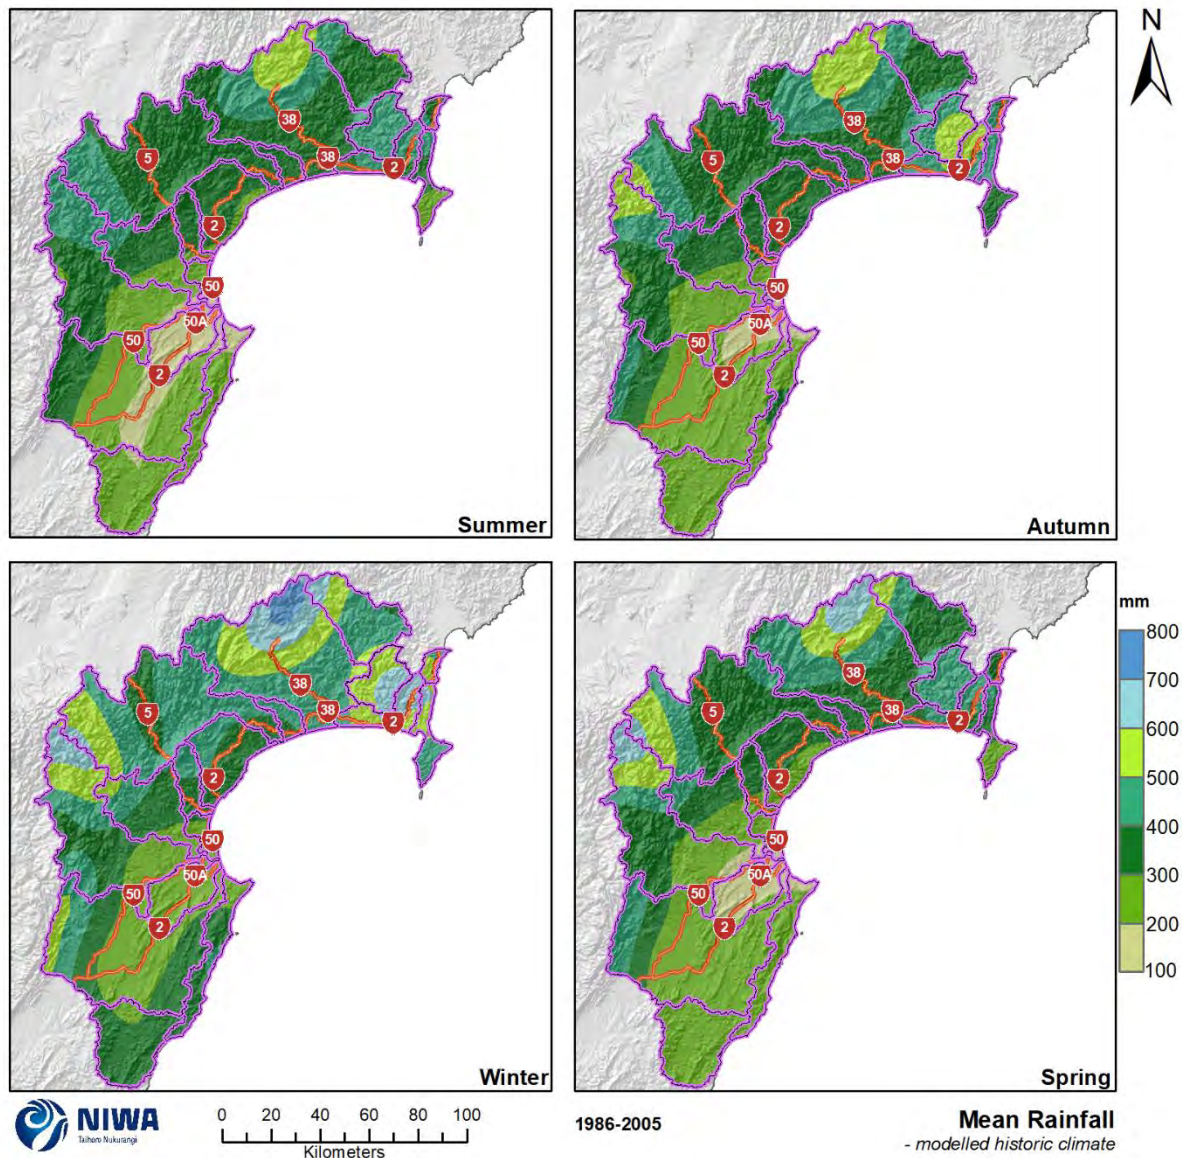 N
38
38
5
2
2
50
50A
50
2
Summer
38
38
5
2
2
50
50A
50
2
Autumn
38
38
5
2
2
50
50A
50
2
Winter
38
38
5
2
2
50
50A
50
2
Spring
mm
800
700
600
500
400
300
200
100
NIWA
Taihoro Nukurangi
0 20 40 60 80 100
Kilometers
1986-2005
Mean Rainfall
- modelled historic climate